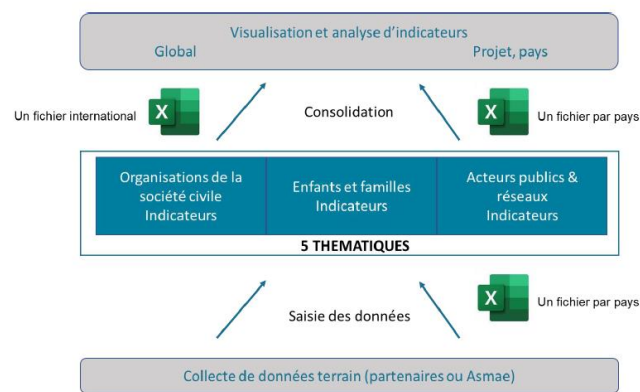 Visualisation et analyse d'indicateurs
Global
Projet, pays
Un fichier international
X
Consolidation
X
Un fichier par pays
Organisations de la
société civile
Indicateurs
Enfants et familles
Indicateurs
Acteurs publics &
réseaux
Indicateurs
5 THEMATIQUES
Saisie des données
X
Un fichier par pays
Collecte de données terrain (partenaires ou Asmae)